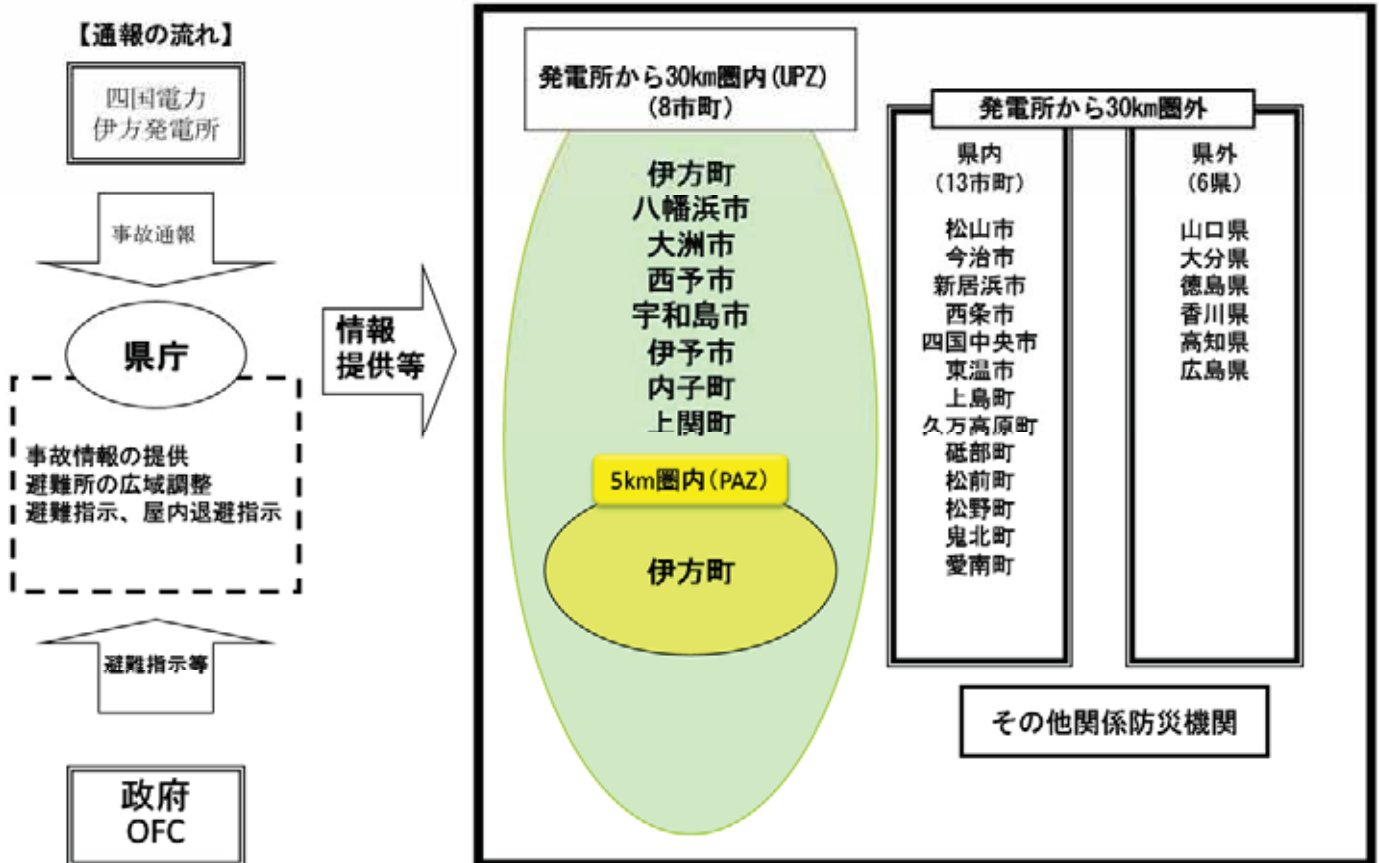 【通報の流れ】
四国電力
伊方発電所
事故通報
県庁
事故情報の提供
避難所の広域調整
避難指示、屋内退避指示
避難指示等
政府
OFC
情報
提供等
発電所から30km圏内(UPZ)
(8市町)
伊方町
八幡浜市
大洲市
西予市
宇和島市
伊予市
内子町
上関町
5km圏内(PAZ)
伊方町
発電所から30km圏外
県内
(13市町)
松山市
今治市
新居浜市
西条市
四国中央市
東温市
上島町
久万高原町
砥部町
松前町
松野町
鬼北町
愛南町
県外
(6県)
山口県
大分県
徳島県
香川県
高知県
広島県
その他関係防災機関